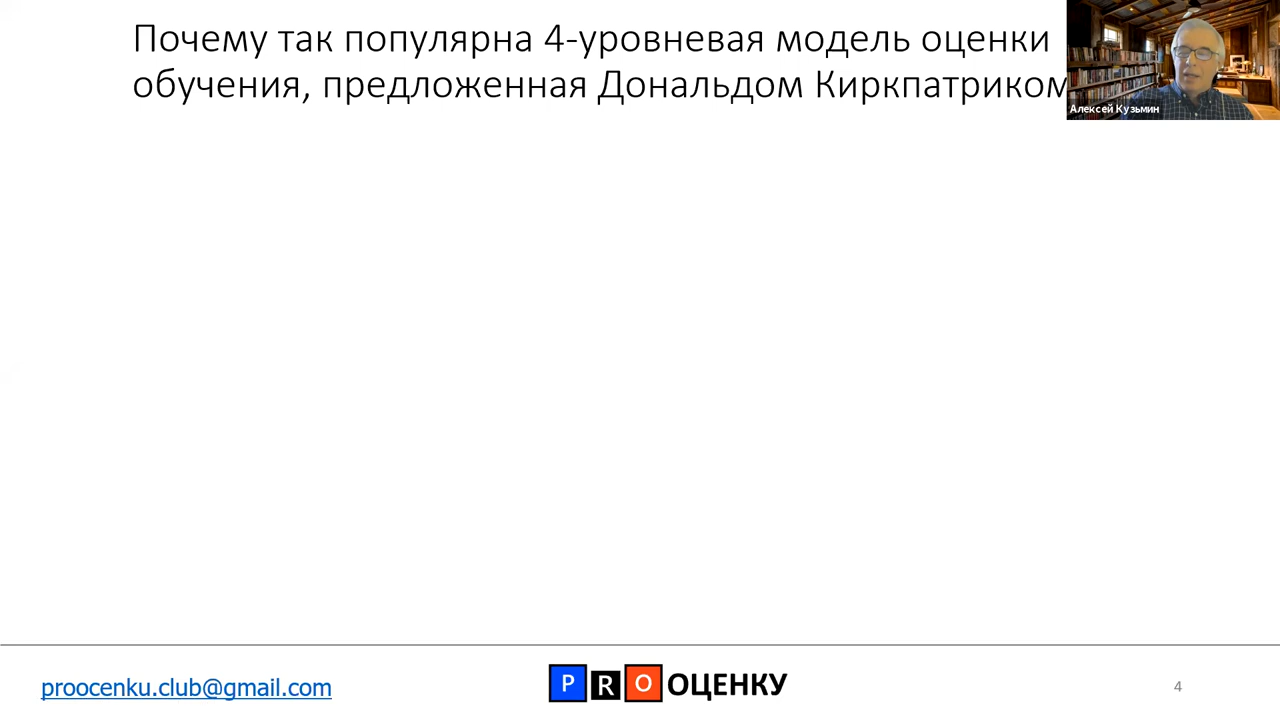 Почему так популярна 4-уровневая модель оценки
обучения, предложенная Дональдом Киркпатриком
Алексей Кузьмин
proocenku.club@gmail.com
PRO ОЦЕНКУ
4